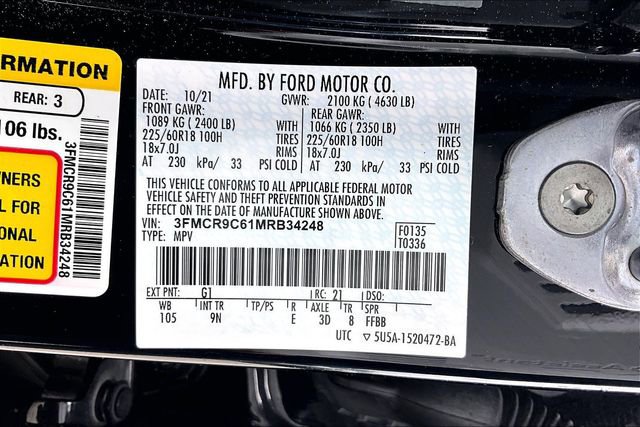 ORMATION
REAR: 3
106 lbs.
WNERS
L FOR
ONAL
ON
3FMCR9C61MRB34248
MFD. BY FORD MOTOR CO.
DATE: 10/21 GVWR: 2100 KG ( 4630 LB)
FRONT GAWR: REAR GAWR:
1089 KG ( 2400 LB) WITH 1066 KG ( 2350 LB) WITH
225/60R18 100H TIRES 225/60R18 100H TIRES
18x7.0J RIMS 18x7.0J RIMS
AT 230 kPa/ 33 PSI COLD AT 230 kPa/ 33 PSI COLD
THIS VEHICLE CONFORMS TO ALL APPLICABLE FEDERAL MOTOR
VEHICLE SAFETY AND THEFT PREVENTION STANDARDS IN
EFFECT ON THE DATE OF MANUFACTURE SHOWN ABOVE.
VIN: 3FMCR9C61MRB34248 F0135
TYPE: MPV T0336
EXT PNT: G1 RC: 21 DSO:
WB INT TR TP/PS R AXLE TR SPR
105 9N E 3D 8 FFBB
UTC ▽ 5U5A-1520472-BA